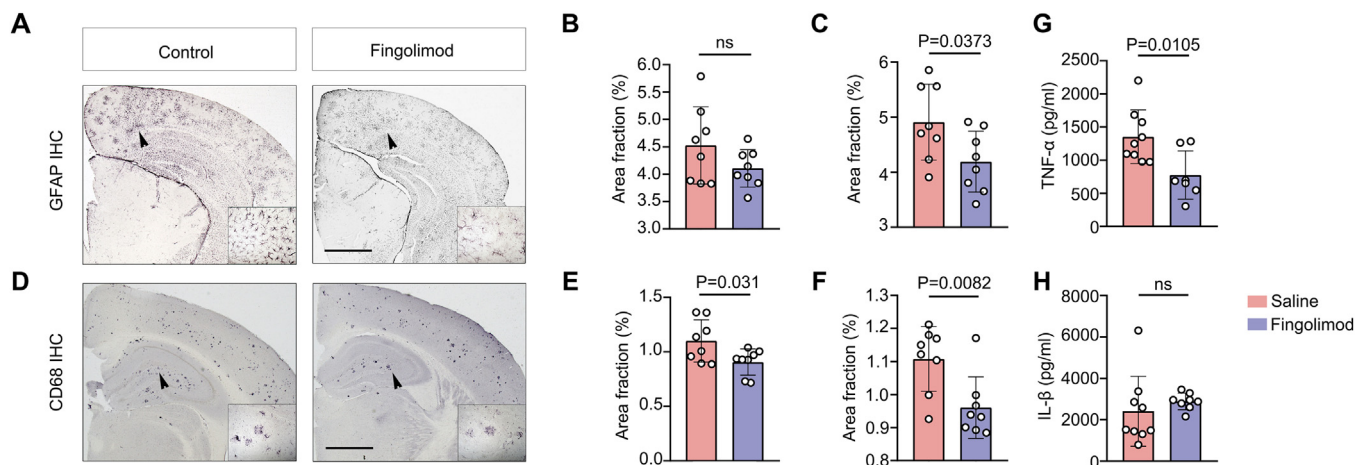 A
Control
Fingolimod
GFAP IHC
D
CD68 IHC
B
ns
Area fraction (%)
6.0
5.5
5.0
4.5
4.0
3.5
3.0
C
P=0.0373
Area fraction (%)
6
5
4
3
G
P=0.0105
TNF-α (pg/ml)
2500
2000
1500
1000
500
0
E
P=0.031
Area fraction (%)
1.5
1.0
0.5
0.0
F
P=0.0082
Area fraction (%)
1.3
1.2
1.1
1.0
0.9
0.8
H
ns
IL-β (pg/ml)
8000
6000
4000
2000
0
Saline
Fingolimod